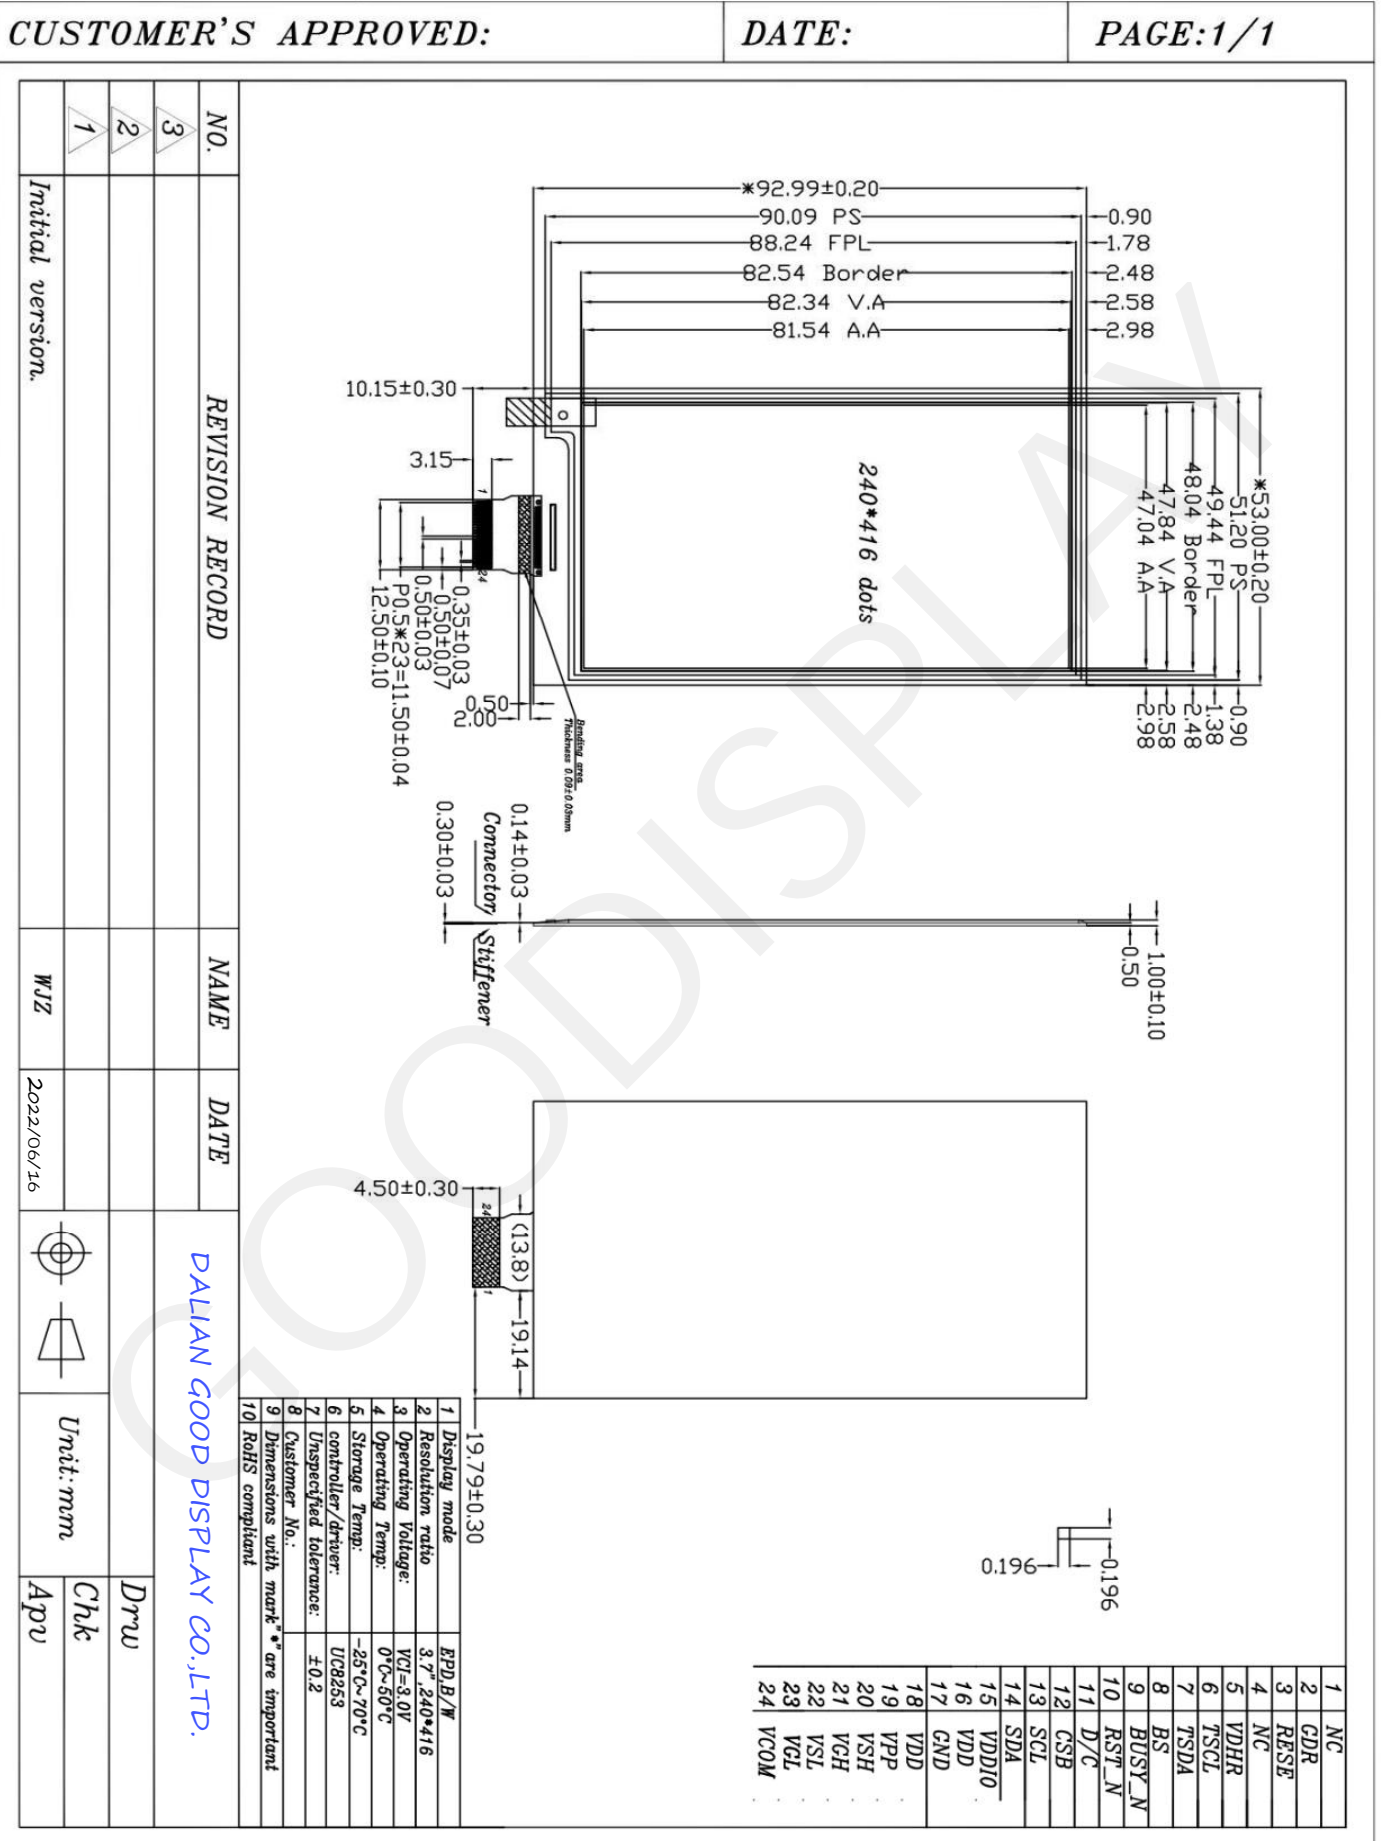 CUSTOMER'S APPROVED:
DATE:
PAGE:1/1
*92.99±0.20
90.09 PS
0.90
88.24 FPL
1.78
82.54 Border
2.48
82.34 V.A
2.58
81.54 A.A
2.98
10.15±0.30
3.15
1
24
240*416 dots
*53.00±0.20
51.20 PS
49.44 FPL
48.04 Border
47.84 V.A
47.04 A.A
0.90
1.38
2.48
2.58
2.98
0.35±0.03
0.50±0.07
0.50±0.03
P0.5*23=11.50±0.04
12.50±0.10
0.50
2.00
Bending area
Thickness 0.09±0.03mm
0.14±0.03
Connector
0.30±0.03
Stiffener
1.00±0.10
0.50
4.50±0.30
24
1
(13.8)
19.14
19.79±0.30
0.196
0.196
1 NC
2 GDR
3 RESE
4 NC
5 VDHR
6 TSCL
7 TSDA
8 BS
9 BUSY_N
10 RST_N
11 D/C
12 CSB
13 SCL
14 SDA
15 VDDIO
16 VDD
17 GND
18 VDD
19 VPP
20 VSH
21 VGH
22 VSL
23 VGL
24 VCOM
1 Display mode EPD,B/W
2 Resolution ratio 3.7",240*416
3 Operating Voltage: VCI=3.0V
4 Operating Temp: 0°C~50°C
5 Storage Temp: -25°C~70°C
6 controller/driver: UC8253
7 Unspecified tolerance: ±0.2
8 Customer No.:
9 Dimensions with mark"*"are important
10 RoHS compliant
NO. REVISION RECORD NAME DATE
3
2
1
Initial version. WJZ 2022/06/16
DALIAN GOOD DISPLAY CO.,LTD.
Unit:mm
Drw
Chk
Apv
GOODISPLAY